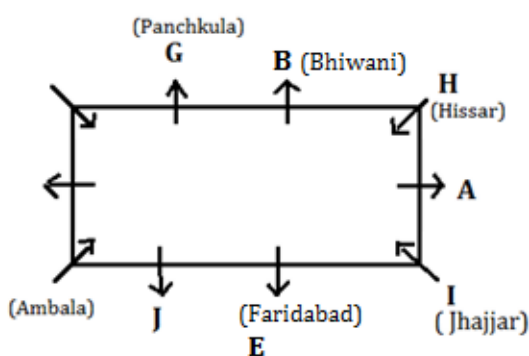 (Panchkula)
G
B (Bhiwani)
H
(Hissar)
A
(Ambala)
J
(Faridabad)
E
I
( Jhajjar)